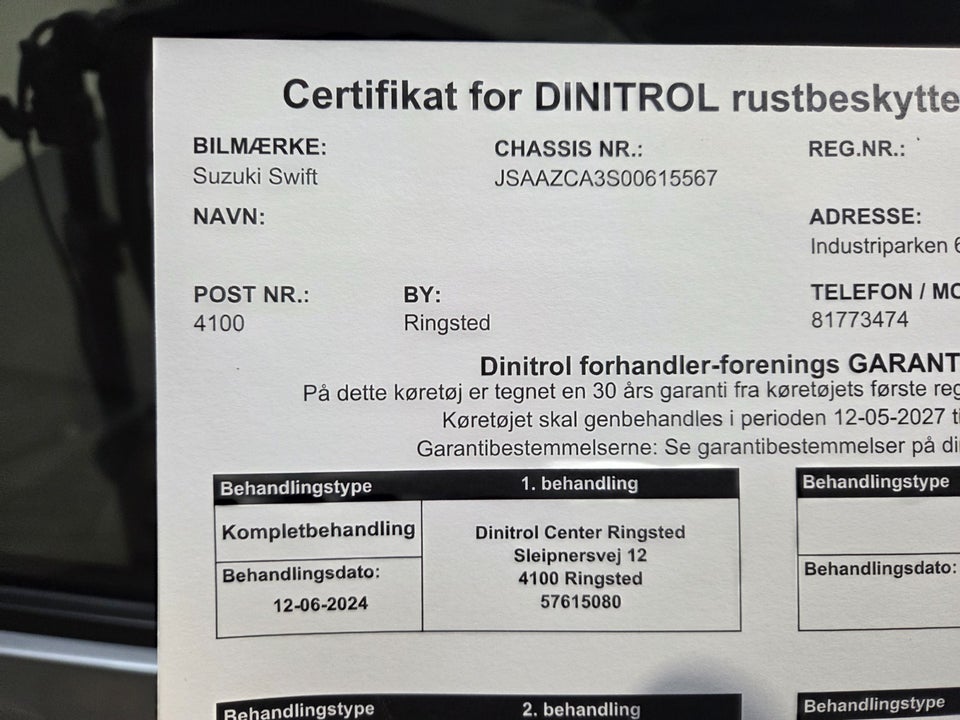 Certifikat for DINITROL rustbeskytte
BILMÆRKE: CHASSIS NR.: REG.NR.:
Suzuki Swift JSAAZCA3S00615567
NAVN: ADRESSE:
Industriparken 6
POST NR.: BY: TELEFON / MO
4100 Ringsted 81773474
Dinitrol forhandler-forenings GARANT
På dette køretøj er tegnet en 30 års garanti fra køretøjets første reg
Køretøjet skal genbehandles i perioden 12-05-2027 ti
Garantibestemmelserne: Se garantibestemmelser på di
Behandlingstype 1. behandling Behandlingstype
Kompletbehandling Dinitrol Center Ringsted
Sleipnersvej 12
Behandlingsdato: 4100 Ringsted Behandlingsdato:
12-06-2024 57615080
Behandlingstype 2. behandling Behandlingstype